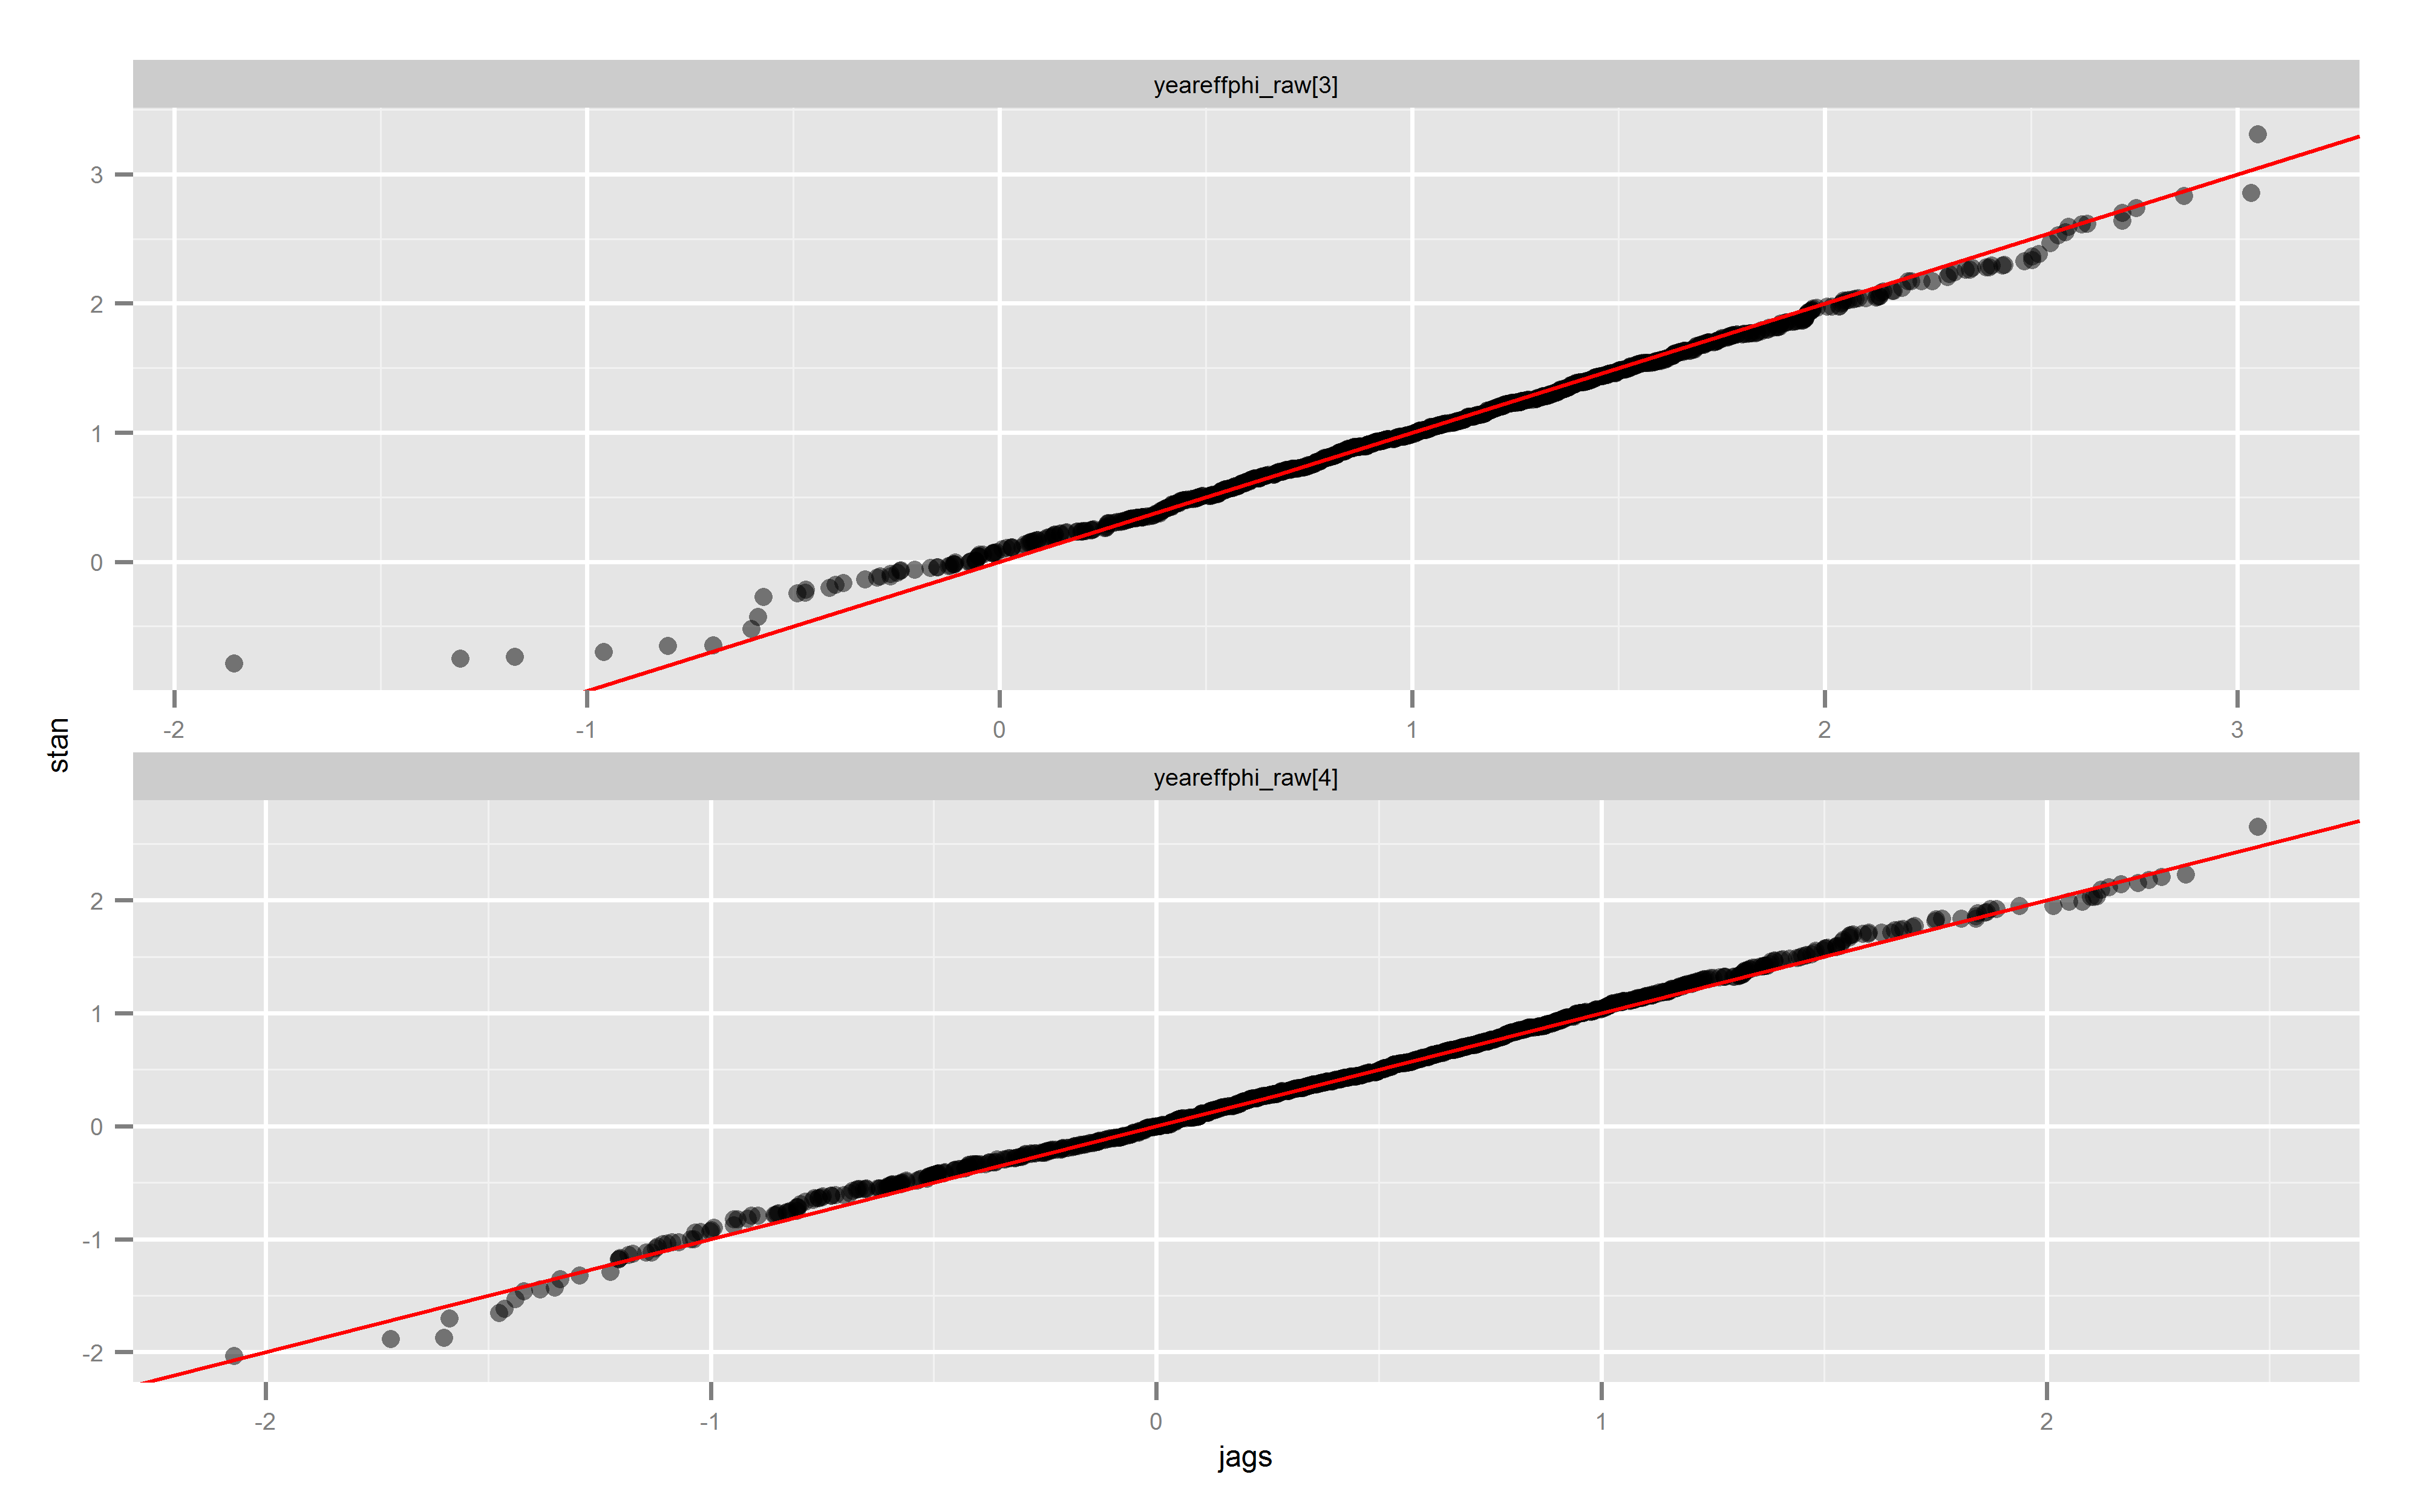 yeareffphi_raw[3]
3
2
1
0
-2 -1 0 1 2 3
stan
yeareffphi_raw[4]
2
1
0
-1
-2
-2 -1 0 1 2
jags